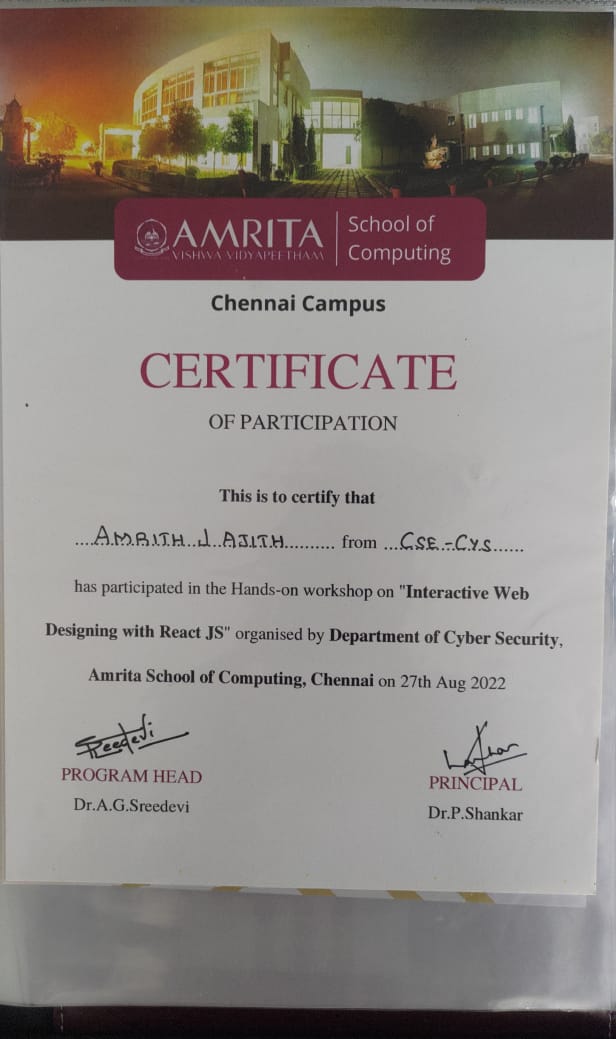 AMRITA
VISHWA VIDYAPEETHAM
School of
Computing
Chennai Campus
CERTIFICATE
OF PARTICIPATION
This is to certify that
....AMRITH J AJITH.......... from ...CSE-CYS......
has participated in the Hands-on workshop on "Interactive Web
Designing with React JS" organised by Department of Cyber Security,
Amrita School of Computing, Chennai on 27th Aug 2022
Sreedevi
PROGRAM HEAD
Dr.A.G.Sreedevi
PRINCIPAL
Dr.P.Shankar